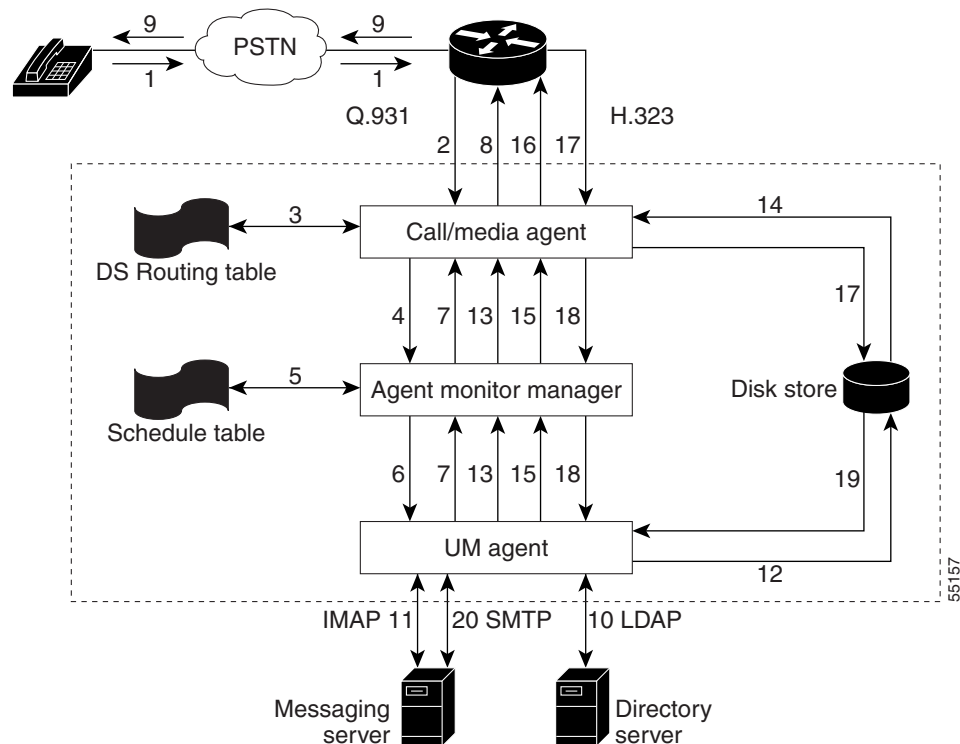 9
PSTN
9
1
1
Q.931
H.323
2
8
16
17
3
Call/media agent
14
DS Routing table
4
7
13
15
18
17
5
Agent monitor manager
Disk store
Schedule table
6
7
13
15
18
19
UM agent
12
55157
IMAP 11
20 SMTP
10 LDAP
Messaging
server
Directory
server